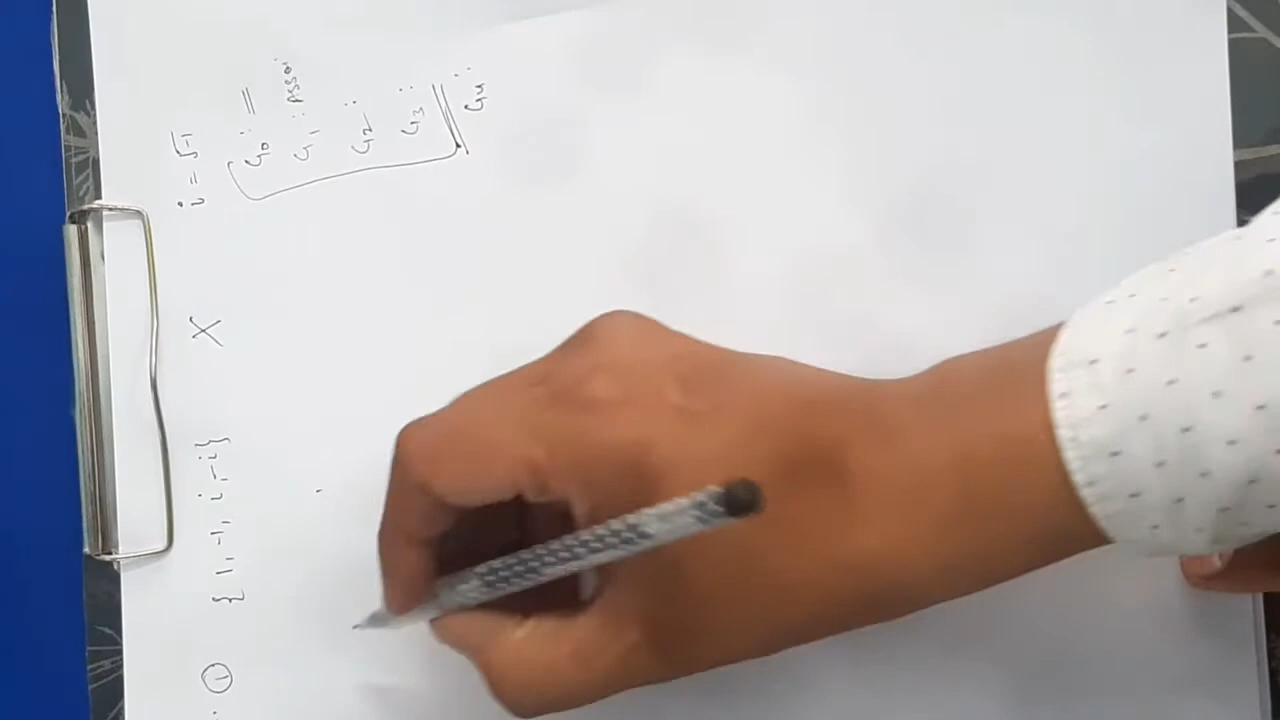 . ① {1, -1, i, -i} X i = √-1
G0 : =
G1 : Asso
G2 :
G3 :
G4 :